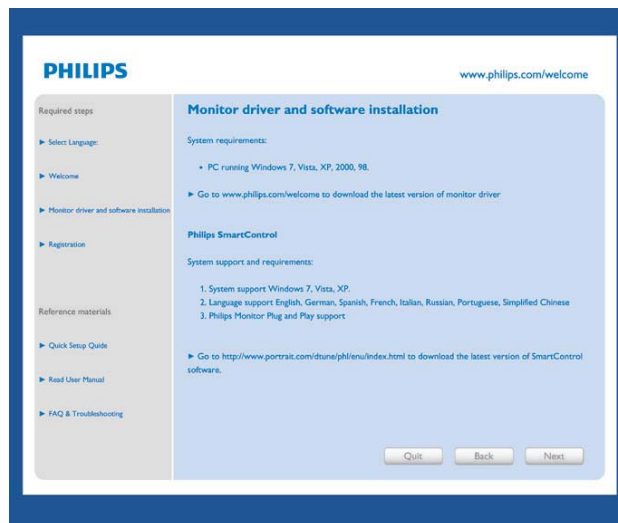 PHILIPS
www.philips.com/welcome
Required steps
► Select Language:
► Welcome
► Monitor driver and software installation
► Registration
Reference materials
► Quick Setup Quide
► Read User Manual
► FAQ & Troubleshooting
Monitor driver and software installation
System requirements:
• PC running Windows 7, Vista, XP, 2000, 98.
► Go to www.philips.com/welcome to download the latest version of monitor driver
Philips SmartControl
System support and requirements:
1. System support Windows 7, Vista, XP.
2. Language support English, German, Spanish, French, Italian, Russian, Portuguese, Simplified Chinese
3. Philips Monitor Plug and Play support
► Go to http://www.portrait.com/dtune/phl/enu/index.html to download the latest version of SmartControl
software.
Quit
Back
Next